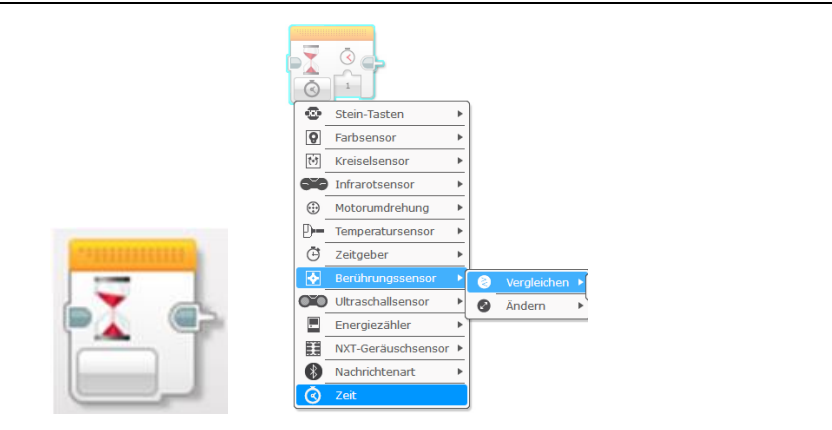 1
Stein-Tasten
Farbsensor
Kreiselsensor
Infrarotsensor
Motorumdrehung
Temperatursensor
Zeitgeber
Berührungssensor
Vergleichen
Ultraschallsensor
Ändern
Energiezähler
NXT-Geräuschsensor
Nachrichtenart
Zeit